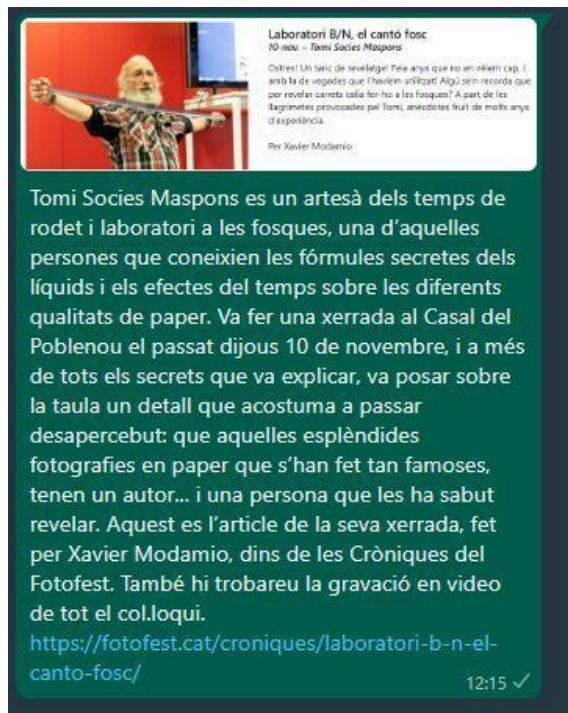 Laboratori B/N, el cantó fosc
10-nov. – Tomi Socies Maspons
Ostres! Un tanc de revelatge! Feia anys que no en vèiem cap, i
amb la de vegades que l'havíem utilitzat! Algú se'n recorda que
per revelar carrets calia fer-ho a les fosques? A part de les
llagrimetes provocades pel Tomi, anècdotes fruit de molts anys
d'experiència.
Per Xavier Modamio
Tomi Socies Maspons es un artesà dels temps de
rodet i laboratori a les fosques, una d'aquelles
persones que coneixien les fórmules secretes dels
líquids i els efectes del temps sobre les diferents
qualitats de paper. Va fer una xerrada al Casal del
Poblenou el passat dijous 10 de novembre, i a més
de tots els secrets que va explicar, va posar sobre
la taula un detall que acostuma a passar
desapercebut: que aquelles esplèndides
fotografies en paper que s'han fet tan famoses,
tenen un autor... i una persona que les ha sabut
revelar. Aquest es l'article de la seva xerrada, fet
per Xavier Modamio, dins de les Cròniques del
Fotofest. També hi trobareu la gravació en video
de tot el col.loqui.
https://fotofest.cat/croniques/laboratori-b-n-el-
canto-fosc/
12:15